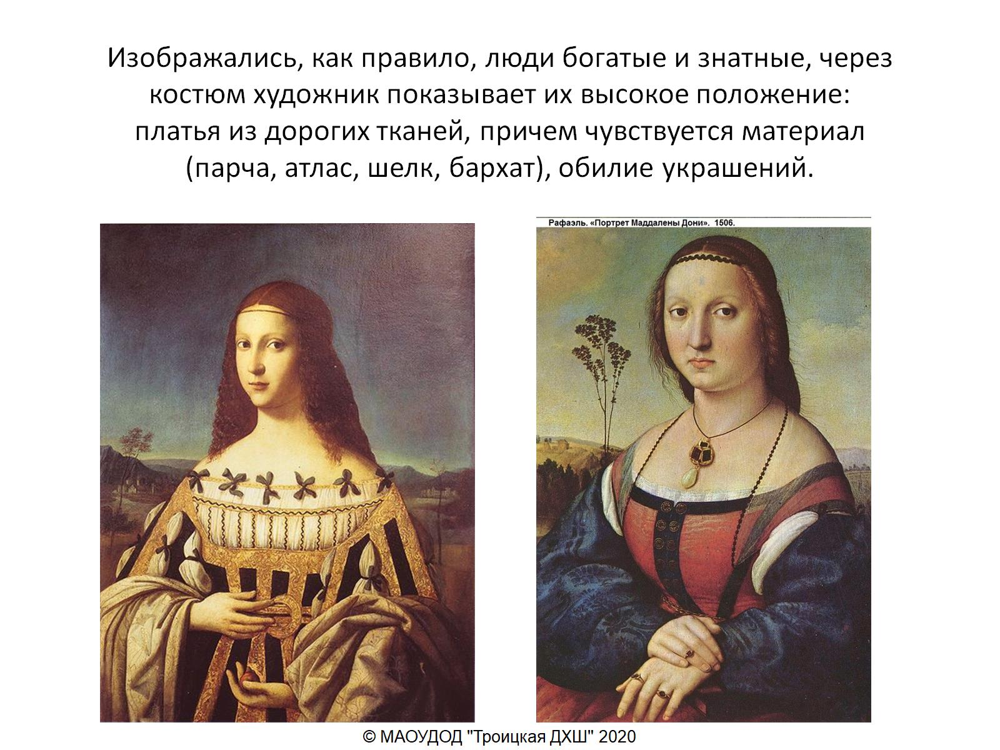 Изображались, как правило, люди богатые и знатные, через
костюм художник показывает их высокое положение:
платья из дорогих тканей, причем чувствуется материал
(парча, атлас, шелк, бархат), обилие украшений.
Рафаэль. «Портрет Маддалены Дони». 1506.
© МАОУДОД "Троицкая ДХШ" 2020